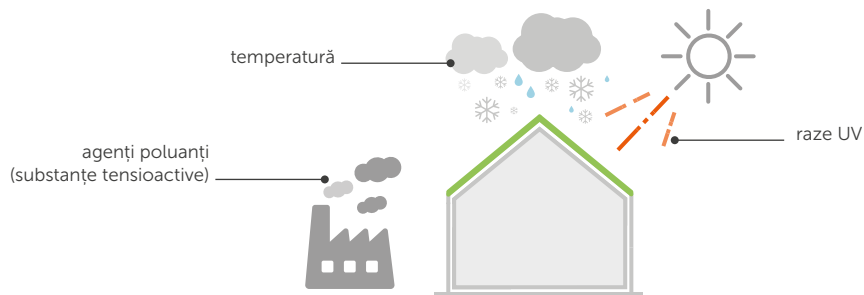 temperatură
agenți poluanți
(substanțe tensioactive)
raze UV